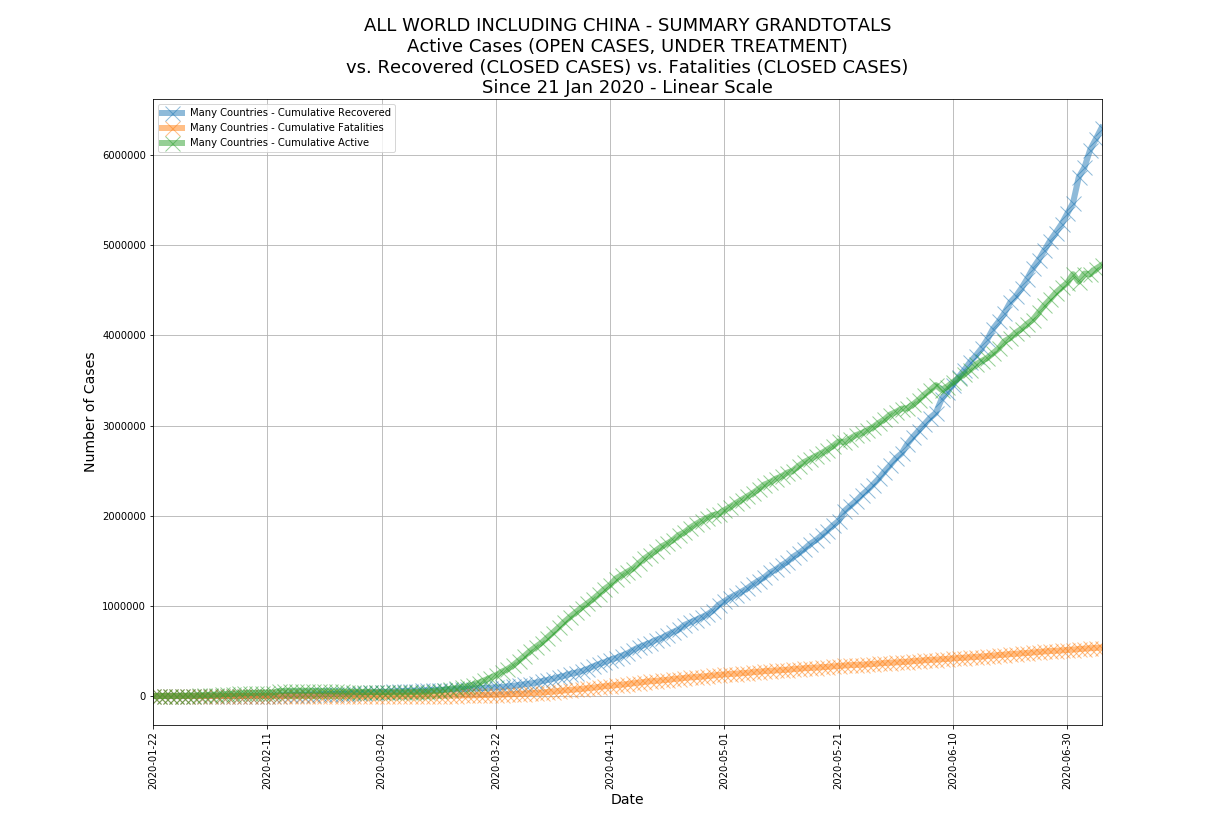 ALL WORLD INCLUDING CHINA - SUMMARY GRANDTOTALS
Active Cases (OPEN CASES, UNDER TREATMENT)
vs. Recovered (CLOSED CASES) vs. Fatalities (CLOSED CASES)
Since 21 Jan 2020 - Linear Scale
Many Countries - Cumulative Recovered
Many Countries - Cumulative Fatalities
Many Countries - Cumulative Active
6000000
5000000
4000000
3000000
2000000
1000000
0
Number of Cases
2020-01-22
2020-02-11
2020-03-02
2020-03-22
2020-04-11
2020-05-01
2020-05-21
2020-06-10
2020-06-30
Date